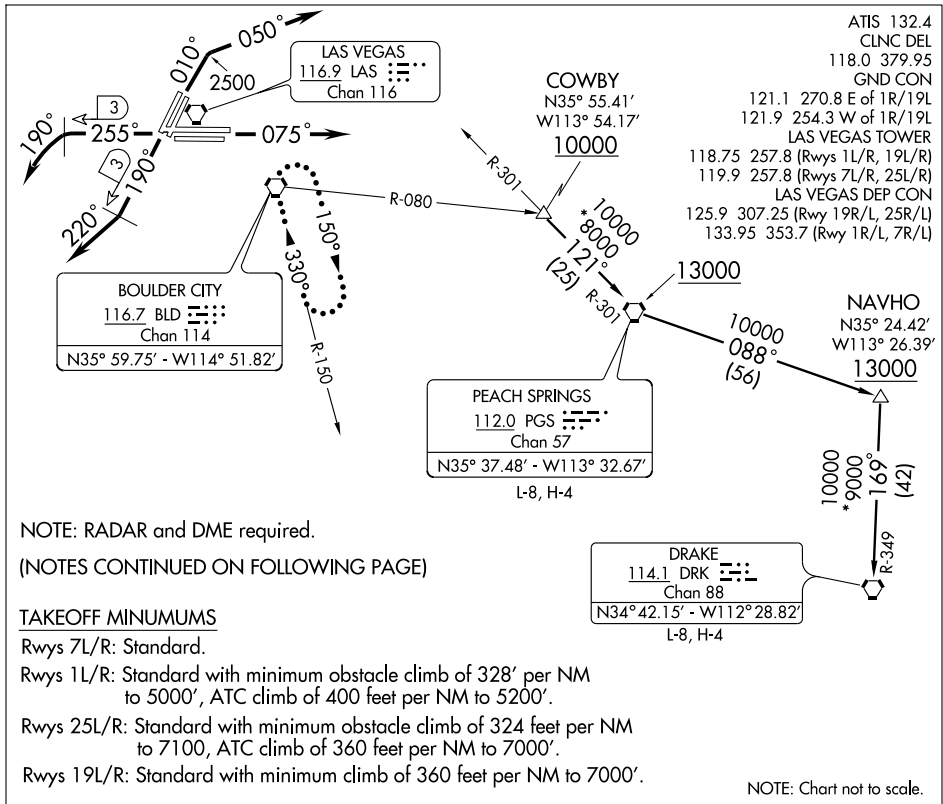 ATIS 132.4
CLNC DEL
118.0 379.95
GND CON
121.1 270.8 E of 1R/19L
121.9 254.3 W of 1R/19L
LAS VEGAS TOWER
118.75 257.8 (Rwys 1L/R, 19L/R)
119.9 257.8 (Rwys 7L/R, 25L/R)
LAS VEGAS DEP CON
125.9 307.25 (Rwy 19R/L, 25R/L)
133.95 353.7 (Rwy 1R/L, 7R/L)
050°
010°
2500
LAS VEGAS
116.9 LAS
Chan 116
3
190°
255°
075°
3
190°
220°
COWBY
N35° 55.41'
W113° 54.17'
10000
R-301
R-080
150°
330°
R-150
BOULDER CITY
116.7 BLD
Chan 114
N35° 59.75' - W114° 51.82'
10000
*8000
121°
(25)
R-301
13000
PEACH SPRINGS
112.0 PGS
Chan 57
N35° 37.48' - W113° 32.67'
L-8, H-4
10000
088°
(56)
NAVHO
N35° 24.42'
W113° 26.39'
13000
10000
*9000
169°
(42)
R-349
DRAKE
114.1 DRK
Chan 88
N34° 42.15' - W112° 28.82'
L-8, H-4
NOTE: RADAR and DME required.
(NOTES CONTINUED ON FOLLOWING PAGE)
TAKEOFF MINUMUMS
Rwys 7L/R: Standard.
Rwys 1L/R: Standard with minimum obstacle climb of 328' per NM
to 5000', ATC climb of 400 feet per NM to 5200'.
Rwys 25L/R: Standard with minimum obstacle climb of 324 feet per NM
to 7100, ATC climb of 360 feet per NM to 7000'.
Rwys 19L/R: Standard with minimum climb of 360 feet per NM to 7000'.
NOTE: Chart not to scale.